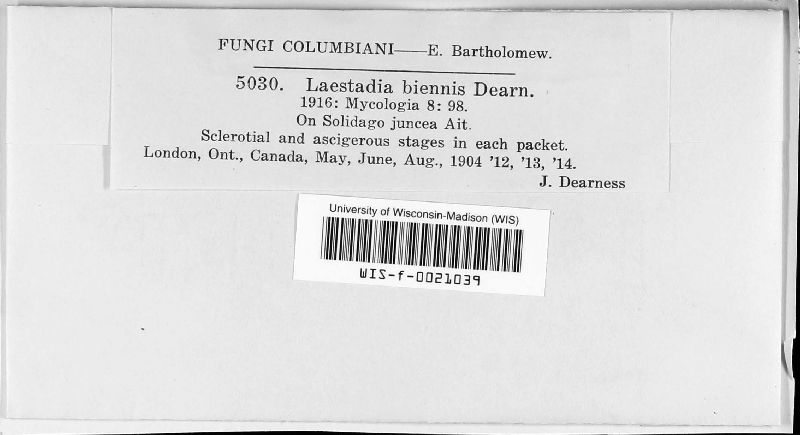 FUNGI COLUMBIANI——E. Bartholomew.
5030. Laestadia biennis Dearn.
1916: Mycologia 8: 98.
On Solidago juncea Ait.
Sclerotial and ascigerous stages in each packet.
London, Ont., Canada, May, June, Aug., 1904 '12, '13, '14.
J. Dearness
University of Wisconsin-Madison (WIS)
WIS-f-0021039